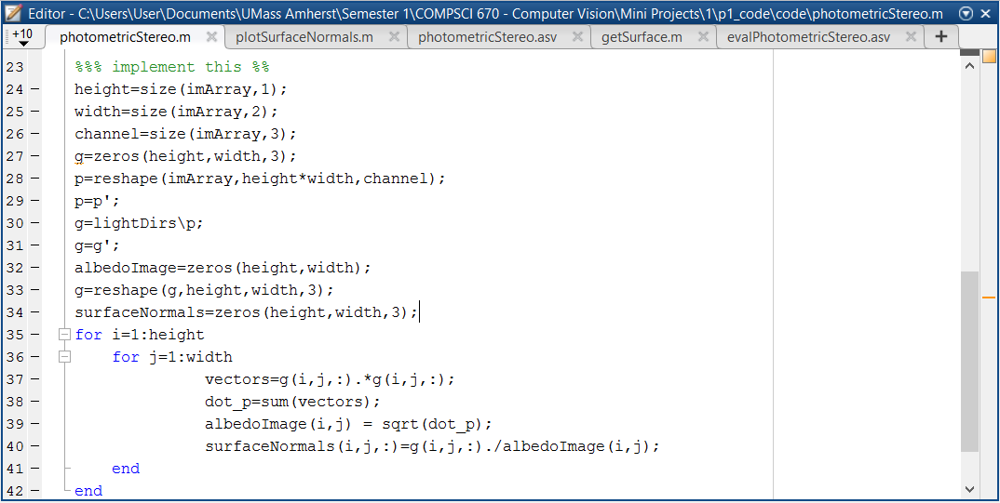 Editor - C:\Users\User\Documents\UMass Amherst\Semester 1\COMPSCI 670 - Computer Vision\Mini Projects\1\p1_code\code\photometricStereo.m
+10 photometricStereo.m plotSurfaceNormals.m photometricStereo.asv getSurface.m evalPhotometricStereo.asv +
23 %%% implement this %%
24 – height=size(imArray,1);
25 – width=size(imArray,2);
26 – channel=size(imArray,3);
27 – g=zeros(height,width,3);
28 – p=reshape(imArray,height*width,channel);
29 – p=p';
30 – g=lightDirs\p;
31 – g=g';
32 – albedoImage=zeros(height,width);
33 – g=reshape(g,height,width,3);
34 – surfaceNormals=zeros(height,width,3);
35 – for i=1:height
36 – for j=1:width
37 – vectors=g(i,j,:).*g(i,j,:);
38 – dot_p=sum(vectors);
39 – albedoImage(i,j) = sqrt(dot_p);
40 – surfaceNormals(i,j,:)=g(i,j,:)./albedoImage(i,j);
41 – end
42 – end